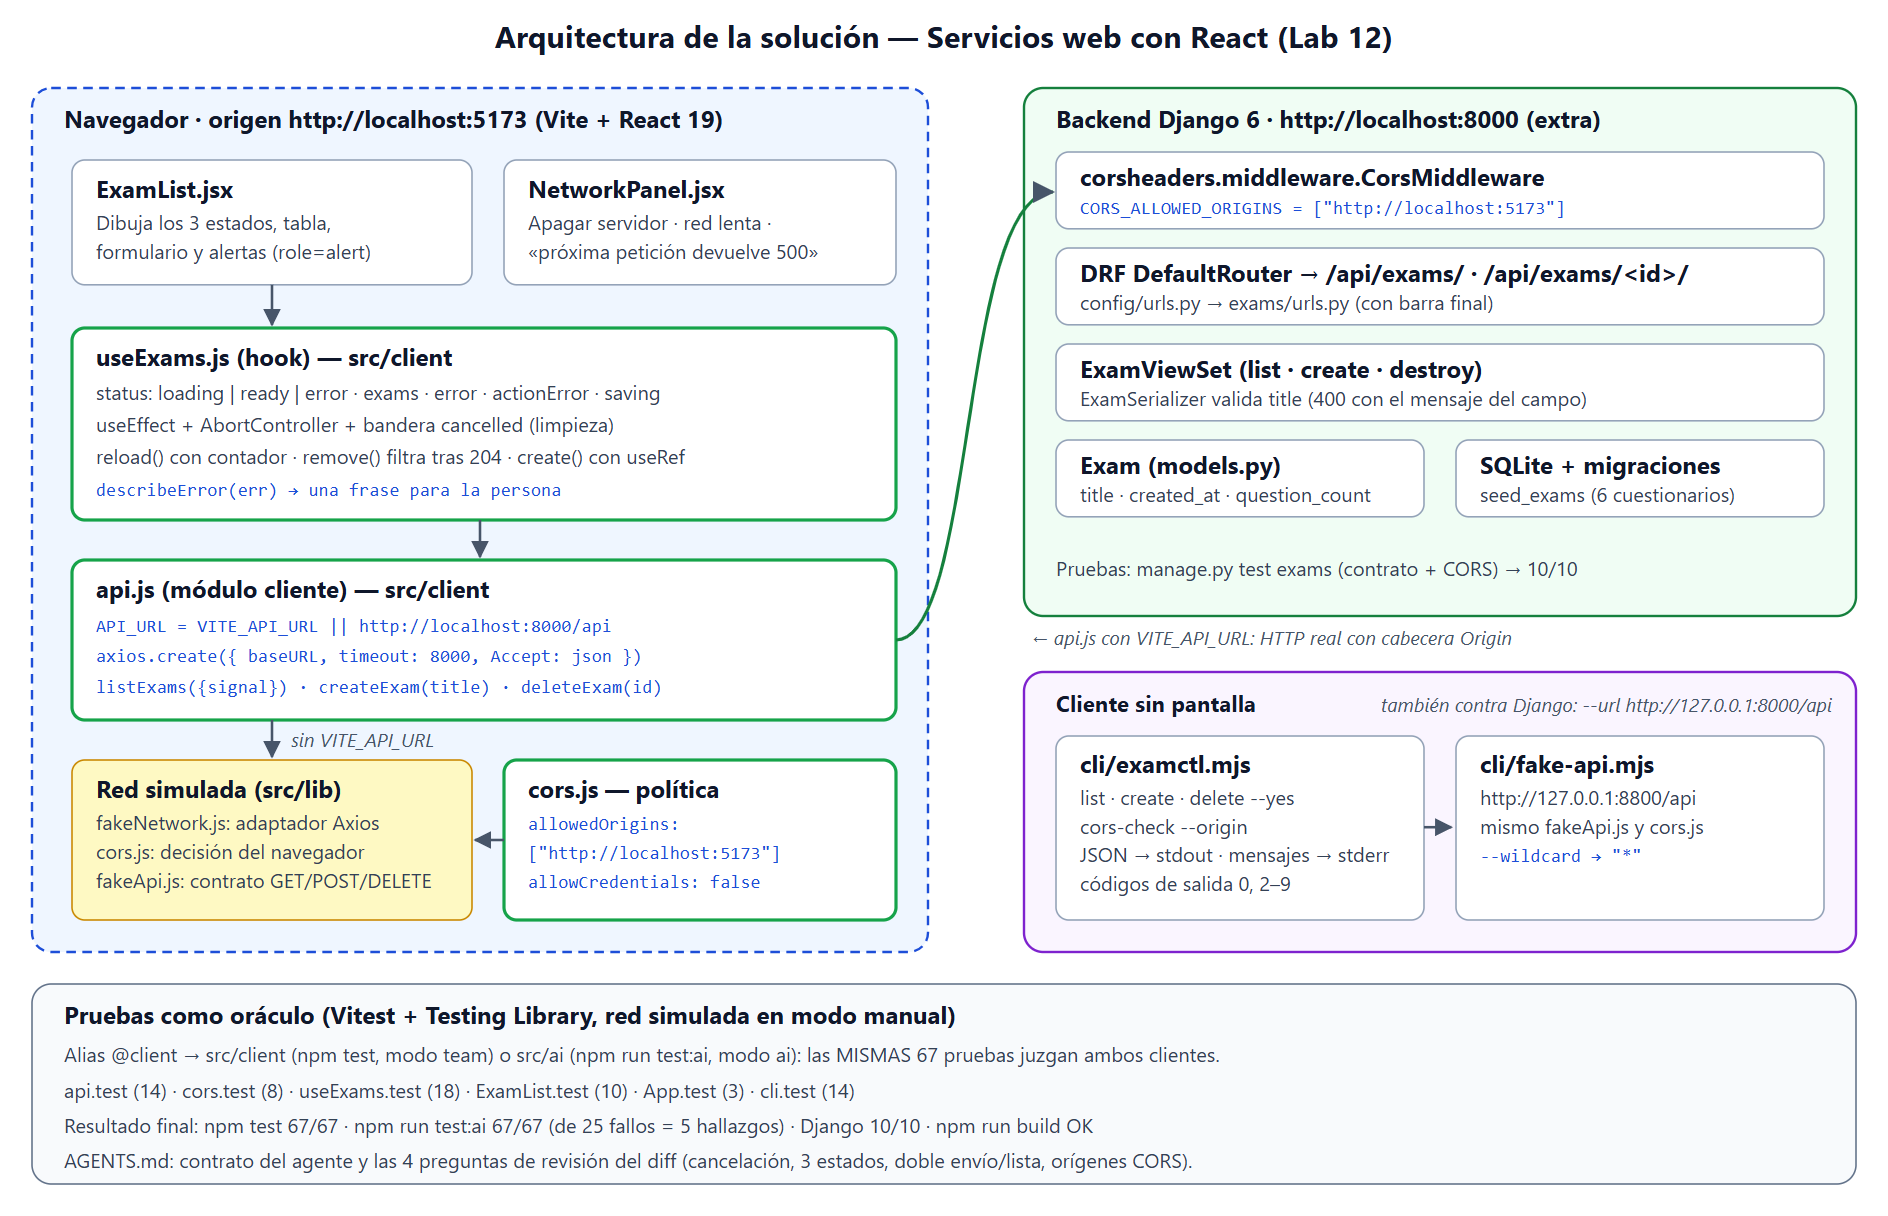 Arquitectura de la solución — Servicios web con React (Lab 12)
Navegador · origen http://localhost:5173 (Vite + React 19)
ExamList.jsx
Dibuja los 3 estados, tabla,
formulario y alertas (role=alert)
NetworkPanel.jsx
Apagar servidor · red lenta ·
«próxima petición devuelve 500»
useExams.js (hook) — src/client
status: loading | ready | error · exams · error · actionError · saving
useEffect + AbortController + bandera cancelled (limpieza)
reload() con contador · remove() filtra tras 204 · create() con useRef
describeError(err) → una frase para la persona
api.js (módulo cliente) — src/client
API_URL = VITE_API_URL || http://localhost:8000/api
axios.create({ baseURL, timeout: 8000, Accept: json })
listExams({signal}) · createExam(title) · deleteExam(id)
sin VITE_API_URL
Red simulada (src/lib)
fakeNetwork.js: adaptador Axios
cors.js: decisión del navegador
fakeApi.js: contrato GET/POST/DELETE
cors.js — política
allowedOrigins:
["http://localhost:5173"]
allowCredentials: false
Backend Django 6 · http://localhost:8000 (extra)
corsheaders.middleware.CorsMiddleware
CORS_ALLOWED_ORIGINS = ["http://localhost:5173"]
DRF DefaultRouter → /api/exams/ · /api/exams/<id>/
config/urls.py → exams/urls.py (con barra final)
ExamViewSet (list · create · destroy)
ExamSerializer valida title (400 con el mensaje del campo)
Exam (models.py)
title · created_at · question_count
SQLite + migraciones
seed_exams (6 cuestionarios)
Pruebas: manage.py test exams (contrato + CORS) → 10/10
← api.js con VITE_API_URL: HTTP real con cabecera Origin
Cliente sin pantalla
también contra Django: --url http://127.0.0.1:8000/api
cli/examctl.mjs
list · create · delete --yes
cors-check --origin
JSON → stdout · mensajes → stderr
códigos de salida 0, 2–9
cli/fake-api.mjs
http://127.0.0.1:8800/api
mismo fakeApi.js y cors.js
--wildcard → "*"
Pruebas como oráculo (Vitest + Testing Library, red simulada en modo manual)
Alias @client → src/client (npm test, modo team) o src/ai (npm run test:ai, modo ai): las MISMAS 67 pruebas juzgan ambos clientes.
api.test (14) · cors.test (8) · useExams.test (18) · ExamList.test (10) · App.test (3) · cli.test (14)
Resultado final: npm test 67/67 · npm run test:ai 67/67 (de 25 fallos = 5 hallazgos) · Django 10/10 · npm run build OK
AGENTS.md: contrato del agente y las 4 preguntas de revisión del diff (cancelación, 3 estados, doble envío/lista, orígenes CORS).